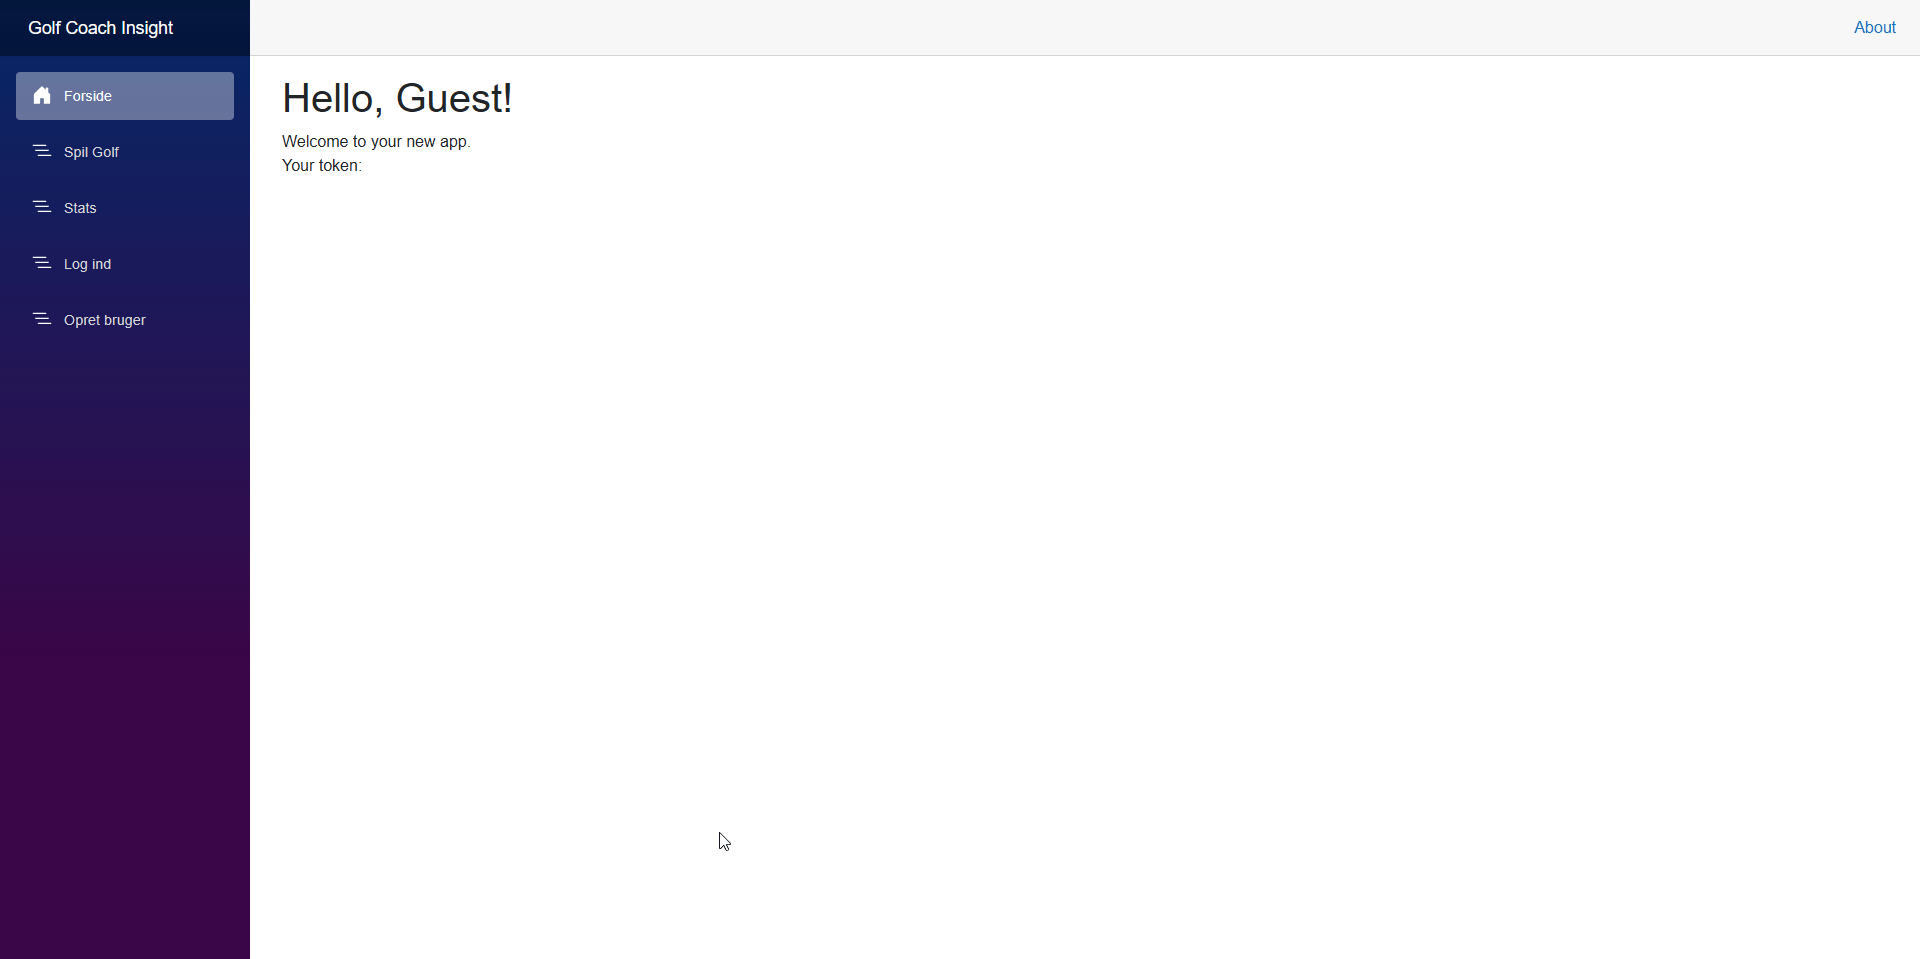 Golf Coach Insight
About
Forside
Spil Golf
Stats
Log ind
Opret bruger
Hello, Guest!
Welcome to your new app.
Your token: